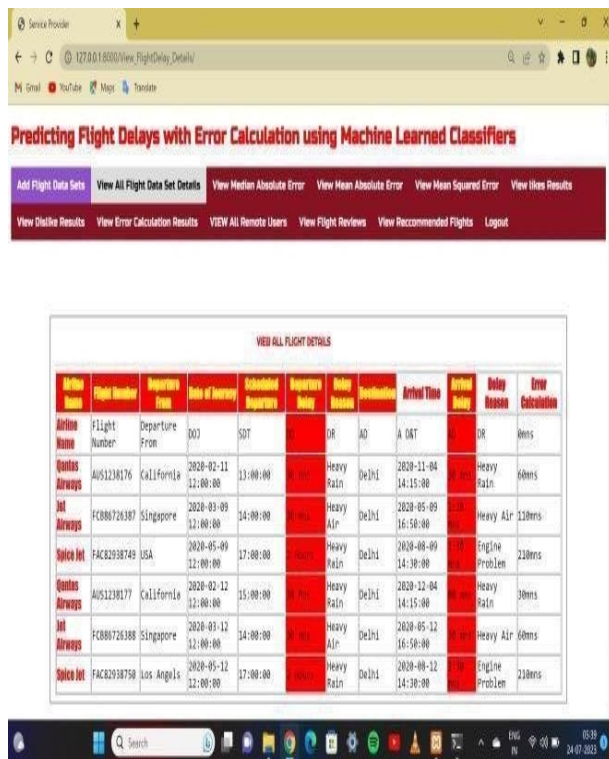 Service Provider
127.0.0.1:8000/View_FlightDelay_Details/
Gmail YouTube Maps Translate
Predicting Flight Delays with Error Calculation using Machine Learned Classifiers
Add Flight Data Sets View All Flight Data Set Details View Median Absolute Error View Mean Absolute Error View Mean Squared Error View likes Results
View Dislike Results View Error Calculation Results VIEW All Remote Users View Flight Reviews View Reccommended Flights Logout
VIEW ALL FLIGHT DETAILS
Airline Name Flight Number Departure From Date of Journey Scheduled Departure Departure Delay Delay Reason Destination Arrival Time Arrival Delay Delay Reason Error Calculation
Airline Name Flight Number Departure From DOJ SDT DR AD A D&T DR 0mns
Qantas Airways AUS1238176 California 2020-02-11 12:00:00 13:00:00 Heavy Rain Delhi 2020-11-04 14:15:00 Heavy Rain 60mns
Jet Airways FCB86726387 Singapore 2020-03-09 12:00:00 14:00:00 Heavy Air Delhi 2020-05-09 16:50:00 Heavy Air 110mns
Spice Jet FAC82938749 USA 2020-05-09 12:00:00 17:00:00 2 Hours Heavy Rain Delhi 2020-08-09 14:30:00 Engine Problem 210mns
Qantas Airways AUS1238177 California 2020-02-12 12:00:00 15:00:00 Heavy Rain Delhi 2020-12-04 14:15:00 Heavy Rain 30mns
Jet Airways FCB86726388 Singapore 2020-03-12 12:00:00 14:00:00 Heavy Air Delhi 2020-05-12 16:50:00 Heavy Air 60mns
Spice Jet FAC82938750 Los Angels 2020-05-12 12:00:00 17:00:00 2 Hours Heavy Rain Delhi 2020-08-12 14:30:00 Engine Problem 210mns
Search
ENG
IN
05:39
24-07-2023